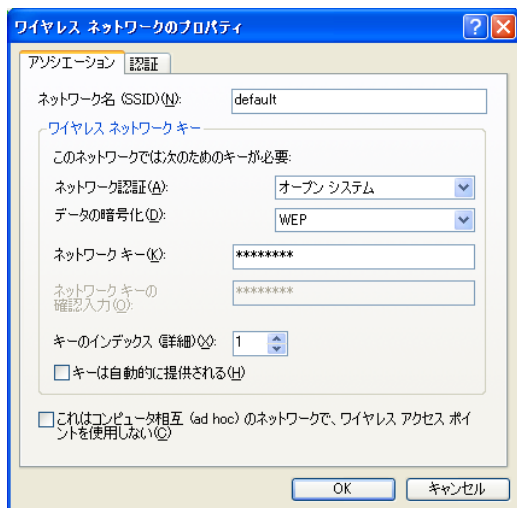 ワイヤレス ネットワークのプロパティ
アソシエーション 認証
ネットワーク名 (SSID)(N): default
ワイヤレス ネットワーク キー
このネットワークでは次のためのキーが必要:
ネットワーク認証(A): オープン システム
データの暗号化(D): WEP
ネットワーク キー(K): ********
ネットワーク キーの
確認入力(O): ********
キーのインデックス (詳細)(X): 1
キーは自動的に提供される(H)
これはコンピュータ相互 (ad hoc) のネットワークで、ワイヤレス アクセス ポイ
ントを使用しない(C)
OK キャンセル